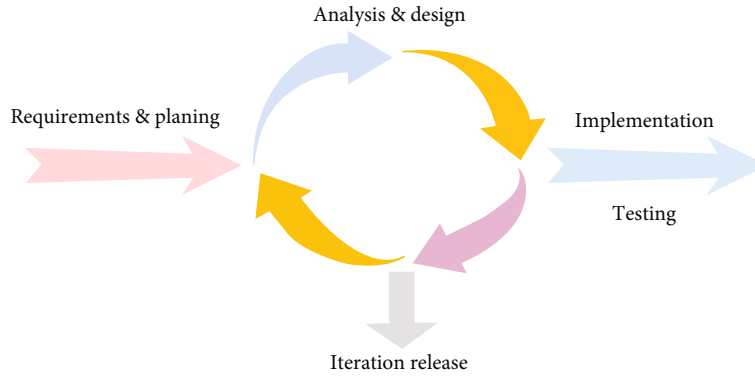 Analysis & design
Requirements & planing
Implementation
Testing
Iteration release